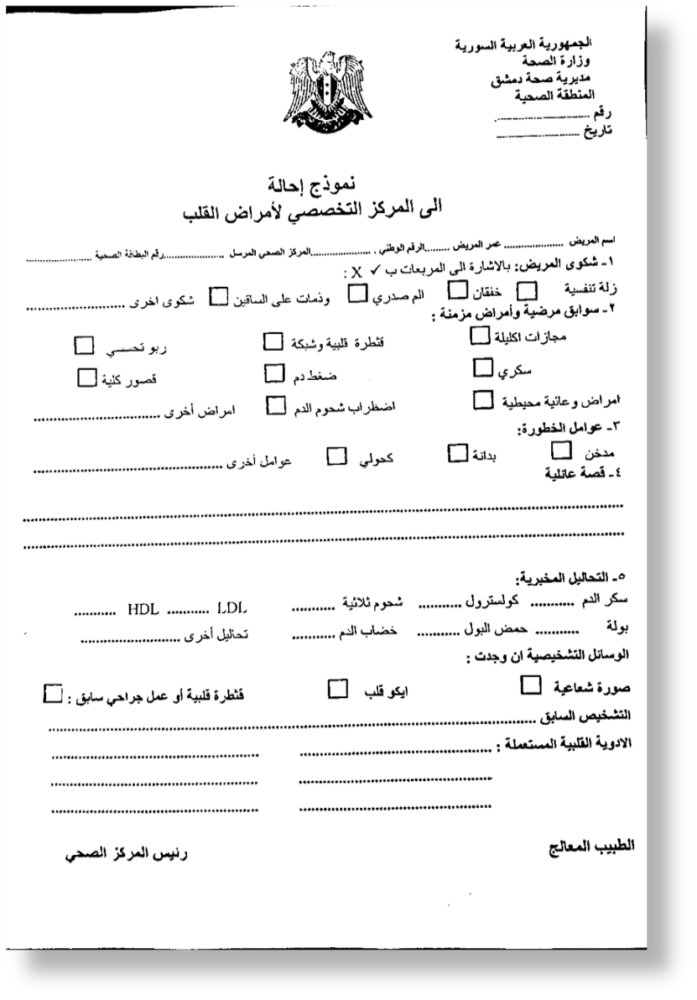 الجمهورية العربية السورية
وزارة الصحة
مديرية صحة دمشق
المنطقة الصحية
رقم ..............................
تاريخ ..............................
نموذج إحالة
الى المركز التخصصي لأمراض القلب
اسم المريض .................... عمر المريض .........الرقم الوطني .....................المركز الصحي المرسل ....................رقم البطاقة الصحية ......................
١- شكوى المريض: بالاشارة الى المربعات ب ✓ X :
زلة تنفسية □ خفقان □ الم صدري □ وذمات على الساقين □ شكوى اخرى ..........................
٢- سوابق مرضية وأمراض مزمنة :
مجازات اكليلة □ قثطرة قلبية وشبكة □ ربو تحسسي □
سكري □ ضغط دم □ قصور كلية □
امراض وعائية محيطية □ اضطراب شحوم الدم □ امراض أخرى ................................
٣- عوامل الخطورة:
مدخن □ بدانة □ كحولي □ عوامل أخرى ................................................
٤- قصة عائلية
................................................................................
................................................................................
٥- التحاليل المخبرية:
سكر الدم ........... كولسترول ........... شحوم ثلاثية ........... LDL ........... HDL ...........
بولة ........... حمض البول ........... خضاب الدم ........... تحاليل أخرى .........................
الوسائل التشخيصية ان وجدت :
صورة شعاعية □ ايكو قلب □ قثطرة قلبية أو عمل جراحي سابق : □
التشخيص السابق ................................................................................
الادوية القلبية المستعملة : ................................................ ................................................
................................................ ................................................
................................................ ................................................
الطبيب المعالج رئيس المركز الصحي